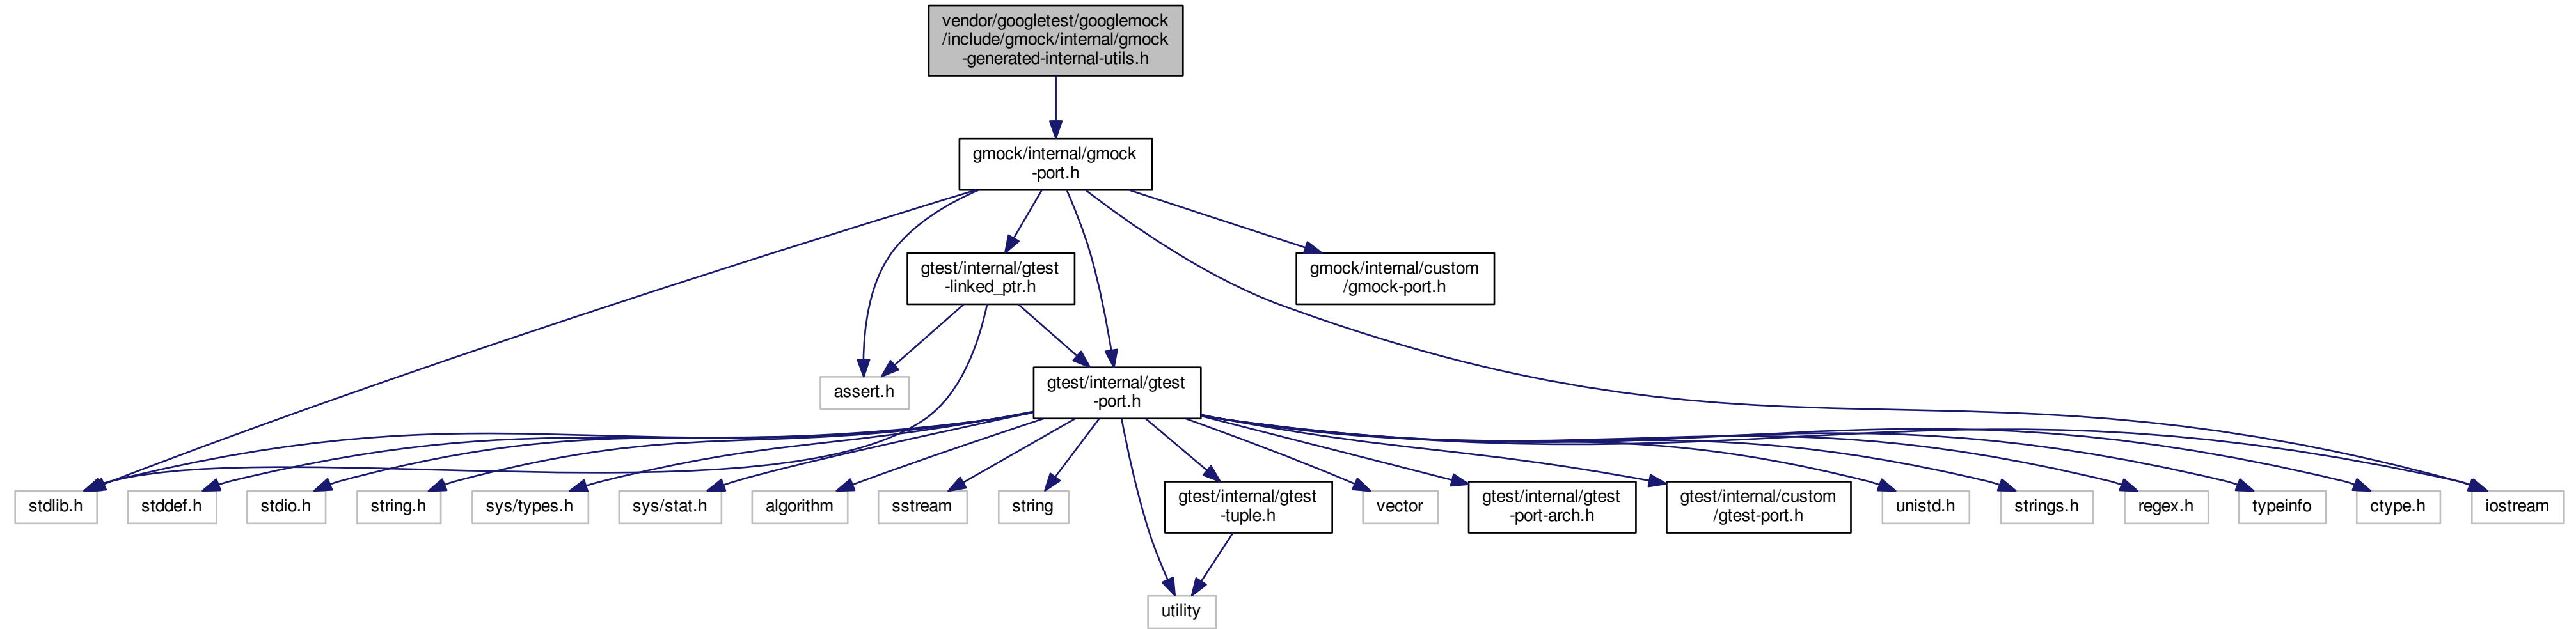 vendor/googletest/googlemock
/include/gmock/internal/gmock
-generated-internal-utils.h
gmock/internal/gmock
-port.h
gtest/internal/gtest
-linked_ptr.h
gmock/internal/custom
/gmock-port.h
assert.h
gtest/internal/gtest
-port.h
stdlib.h
stddef.h
stdio.h
string.h
sys/types.h
sys/stat.h
algorithm
sstream
string
gtest/internal/gtest
-tuple.h
vector
gtest/internal/gtest
-port-arch.h
gtest/internal/custom
/gtest-port.h
unistd.h
strings.h
regex.h
typeinfo
ctype.h
iostream
utility